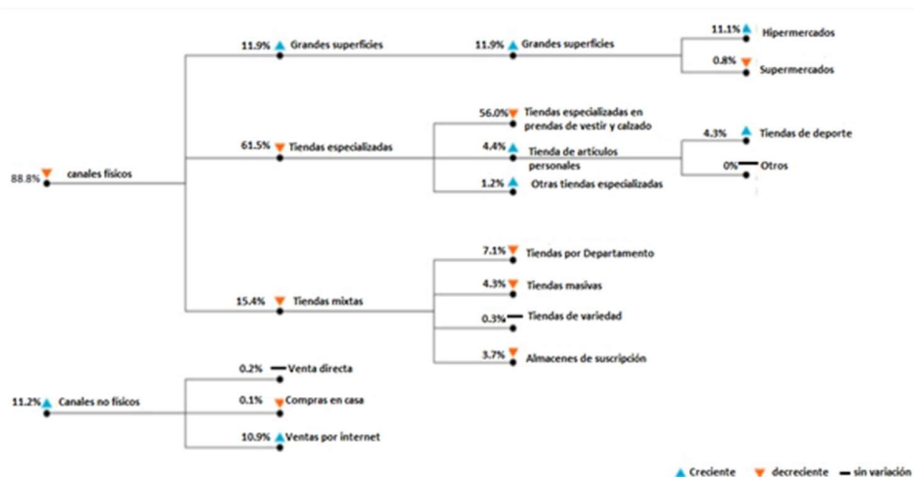 11.9% Grandes superficies
11.9% Grandes superficies
11.1% Hipermercados
0.8% Supermercados
56.0% Tiendas especializadas en
prendas de vestir y calzado
61.5% Tiendas especializadas
4.4% Tienda de artículos
personales
4.3% Tiendas de deporte
0% Otros
1.2% Otras tiendas especializadas
88.8% canales físicos
7.1% Tiendas por Departamento
4.3% Tiendas masivas
15.4% Tiendas mixtas
0.3% Tiendas de variedad
3.7% Almacenes de suscripción
0.2% Venta directa
11.2% Canales no físicos
0.1% Compras en casa
10.9% Ventas por internet
Creciente decreciente sin variación